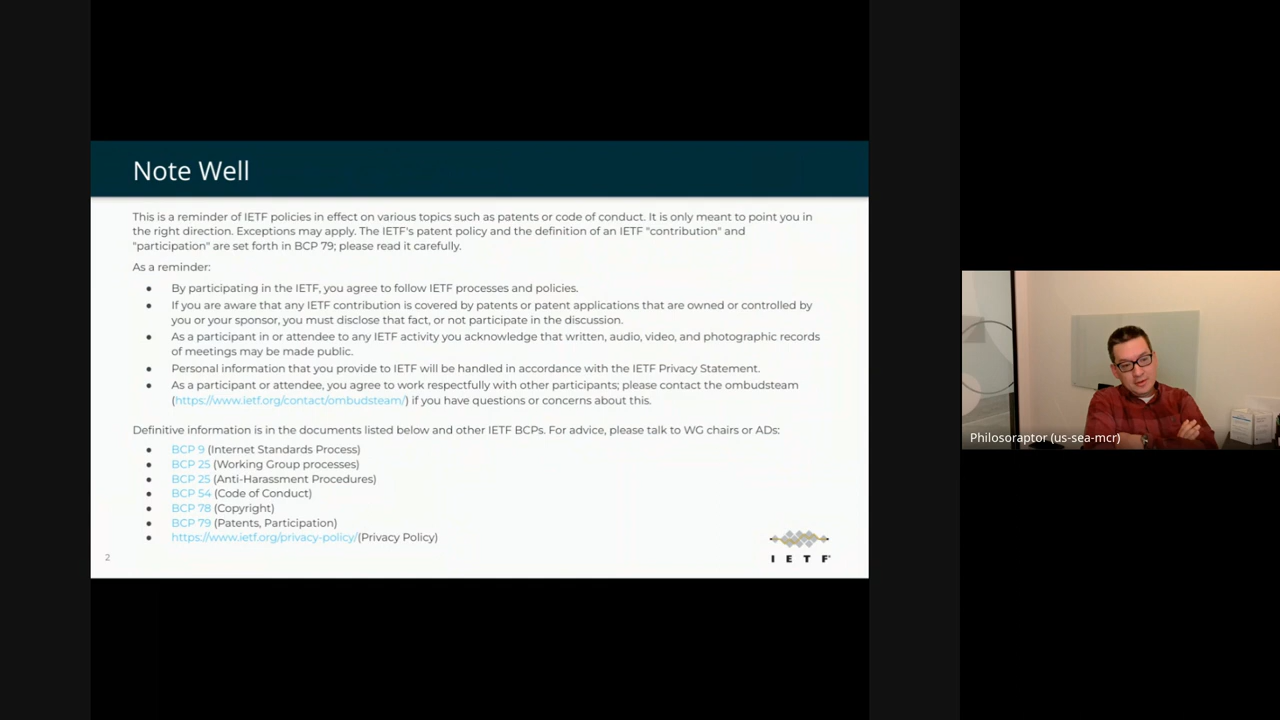 Note Well
This is a reminder of IETF policies in effect on various topics such as patents or code of conduct. It is only meant to point you in
the right direction. Exceptions may apply. The IETF's patent policy and the definition of an IETF "contribution" and
"participation" are set forth in BCP 79; please read it carefully.
As a reminder:
● By participating in the IETF, you agree to follow IETF processes and policies.
● If you are aware that any IETF contribution is covered by patents or patent applications that are owned or controlled by
you or your sponsor, you must disclose that fact, or not participate in the discussion.
● As a participant in or attendee to any IETF activity you acknowledge that written, audio, video, and photographic records
of meetings may be made public.
● Personal information that you provide to IETF will be handled in accordance with the IETF Privacy Statement.
● As a participant or attendee, you agree to work respectfully with other participants; please contact the ombudsteam
(https://www.ietf.org/contact/ombudsteam/) if you have questions or concerns about this.
Definitive information is in the documents listed below and other IETF BCPs. For advice, please talk to WG chairs or ADs:
● BCP 9 (Internet Standards Process)
● BCP 25 (Working Group processes)
● BCP 25 (Anti-Harassment Procedures)
● BCP 54 (Code of Conduct)
● BCP 78 (Copyright)
● BCP 79 (Patents, Participation)
● https://www.ietf.org/privacy-policy/(Privacy Policy)
2
I E T F
Philosoraptor (us-sea-mcr)